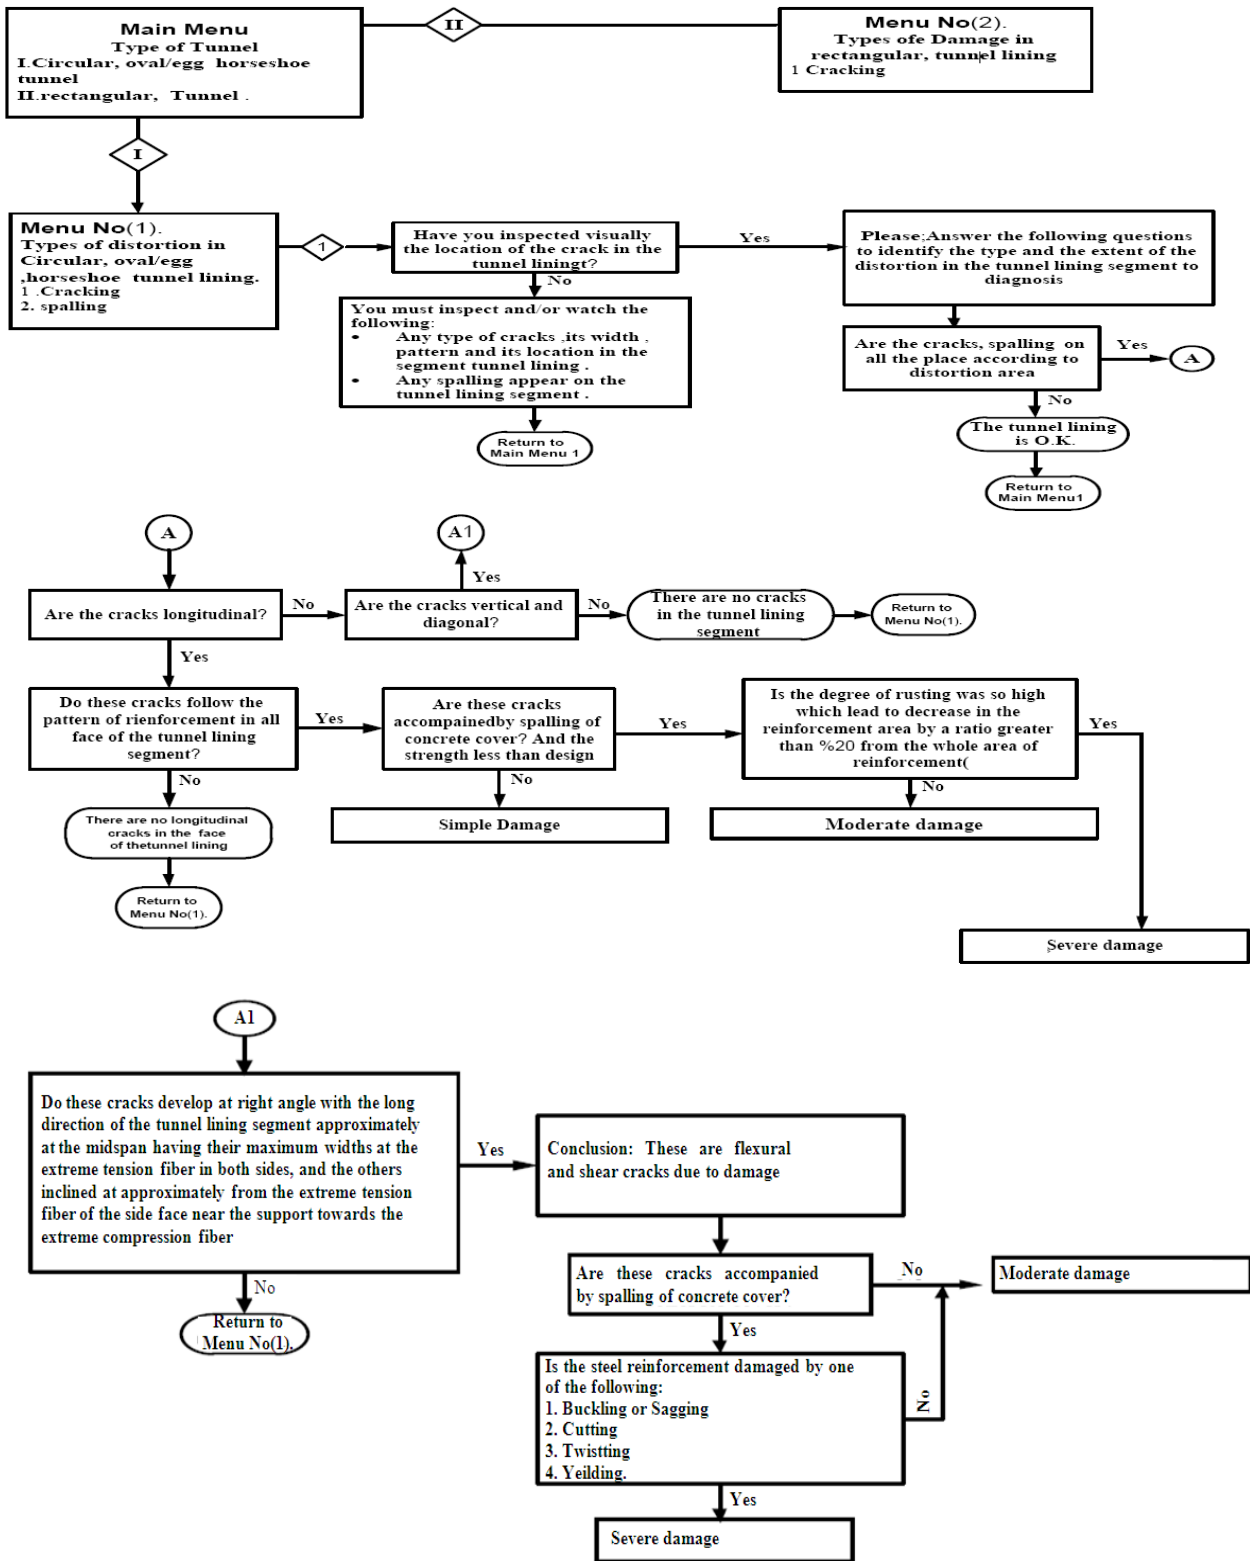 Main Menu
Type of Tunnel
I.Circular, oval/egg horseshoe
tunnel
II.rectangular, Tunnel .
II
Menu No(2).
Types ofe Damage in
rectangular, tunnel lining
1 Cracking
I
Menu No(1).
Types of distortion in
Circular, oval/egg
,horseshoe tunnel lining.
1 .Cracking
2. spalling
1
Have you inspected visually
the location of the crack in the
tunnel liningt?
Yes
Please;Answer the following questions
to identify the type and the extent of the
distortion in the tunnel lining segment to
diagnosis
No
You must inspect and/or watch the
following:
• Any type of cracks ,its width ,
pattern and its location in the
segment tunnel lining .
• Any spalling appear on the
tunnel lining segment .
Return to
Main Menu 1
Are the cracks, spalling on
all the place according to
distortion area
Yes
A
No
The tunnel lining
is O.K.
Return to
Main Menu1
A
A1
Yes
Are the cracks longitudinal?
No
Are the cracks vertical and
diagonal?
No
There are no cracks
in the tunnel lining
segment
Return to
Menu No(1).
Yes
Do these cracks follow the
pattern of rienforcement in all
face of the tunnel lining
segment?
Yes
Are these cracks
accompainedby spalling of
concrete cover? And the
strength less than design
Yes
Is the degree of rusting was so high
which lead to decrease in the
reinforcement area by a ratio greater
than %20 from the whole area of
reinforcement(
Yes
No
No
No
There are no longitudinal
cracks in the face
of thetunnel lining
Simple Damage
Moderate damage
Return to
Menu No(1).
Severe damage
A1
Do these cracks develop at right angle with the long
direction of the tunnel lining segment approximately
at the midspan having their maximum widths at the
extreme tension fiber in both sides, and the others
inclined at approximately from the extreme tension
fiber of the side face near the support towards the
extreme compression fiber
Yes
Conclusion: These are flexural
and shear cracks due to damage
No
Return to
Menu No(1).
Are these cracks accompanied
by spalling of concrete cover?
No
Moderate damage
Yes
Is the steel reinforcement damaged by one
of the following:
1. Buckling or Sagging
2. Cutting
3. Twistting
4. Yeilding.
No
Yes
Severe damage